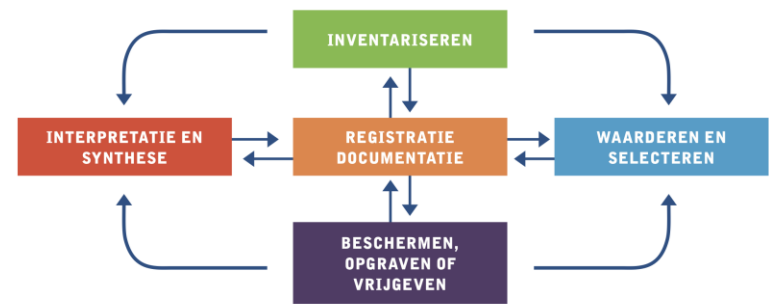 INVENTARISEREN
INTERPRETATIE EN
SYNTHESE
REGISTRATIE
DOCUMENTATIE
WAARDEREN EN
SELECTEREN
BESCHERMEN,
OPGRAVEN OF
VRIJGEVEN